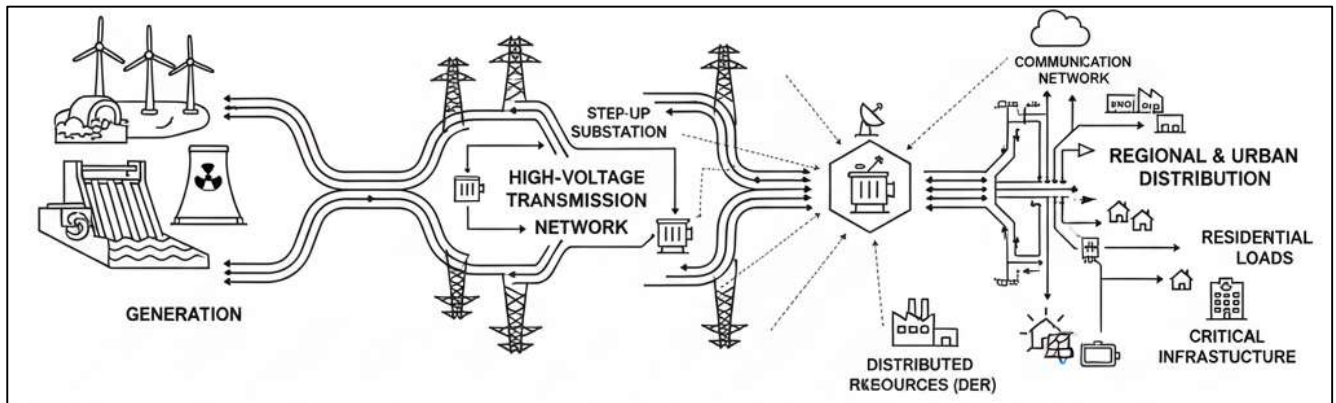 COMMUNICATION
NETWORK
STEP-UP
SUBSTATION
HIGH-VOLTAGE
TRANSMISSION
NETWORK
REGIONAL & URBAN
DISTRIBUTION
RESIDENTIAL
LOADS
GENERATION
CRITICAL
INFRASTUCTURE
DISTRIBUTED
(DER)